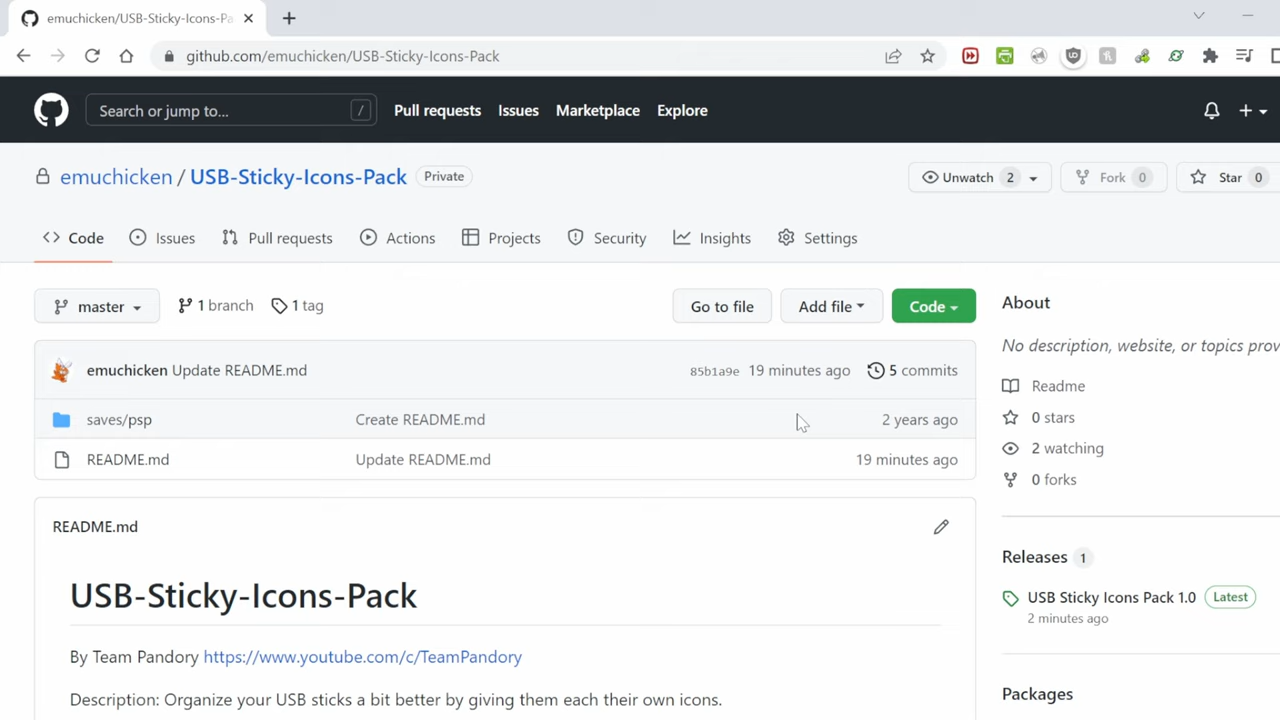 emuchicken/USB-Sticky-Icons-Pa
github.com/emuchicken/USB-Sticky-Icons-Pack
Search or jump to... /
Pull requests Issues Marketplace Explore
emuchicken / USB-Sticky-Icons-Pack Private
Unwatch 2 Fork 0 Star 0
Code Issues Pull requests Actions Projects Security Insights Settings
master 1 branch 1 tag Go to file Add file Code
emuchicken Update README.md 85b1a9e 19 minutes ago 5 commits
saves/psp Create README.md 2 years ago
README.md Update README.md 19 minutes ago
README.md
USB-Sticky-Icons-Pack
By Team Pandory https://www.youtube.com/c/TeamPandory
Description: Organize your USB sticks a bit better by giving them each their own icons.
About
No description, website, or topics prov
Readme
0 stars
2 watching
0 forks
Releases 1
USB Sticky Icons Pack 1.0 Latest
2 minutes ago
Packages